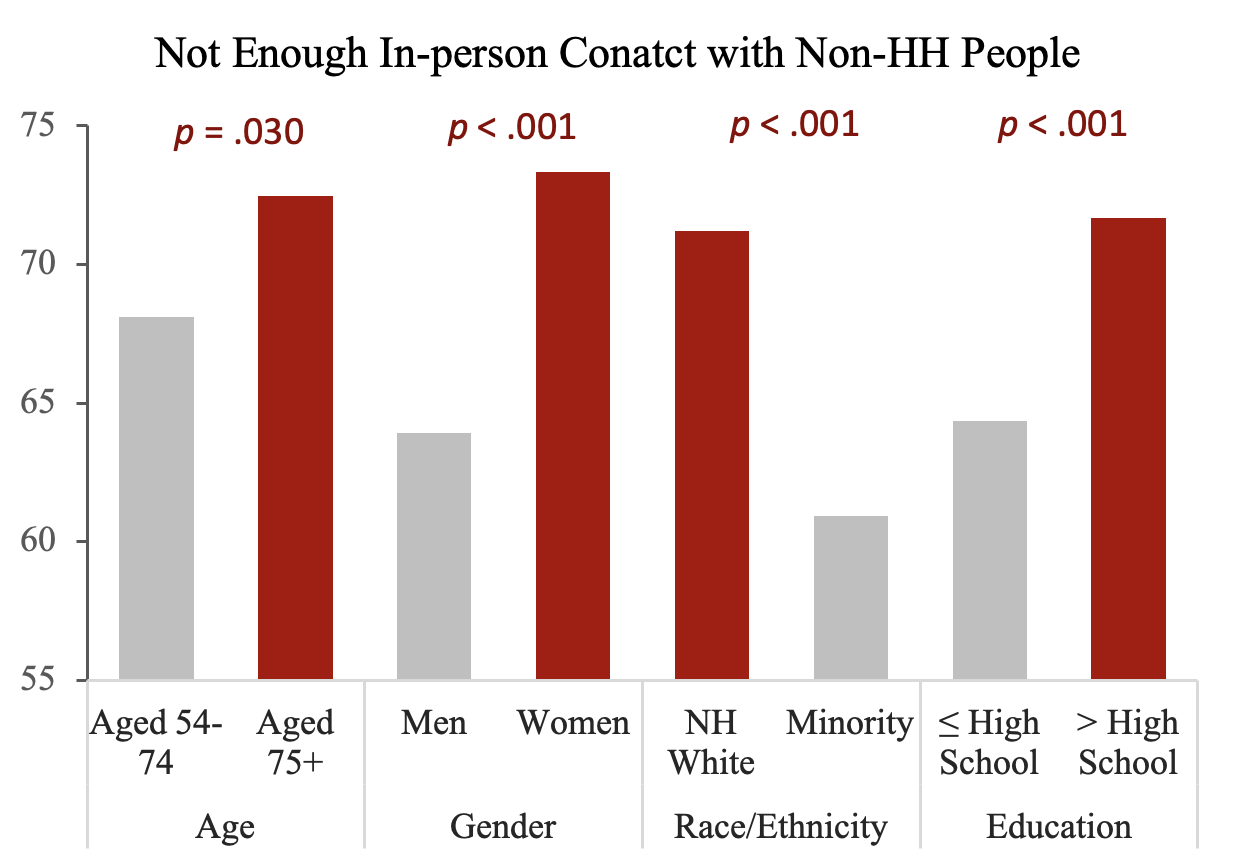 Not Enough In-person Conatct with Non-HH People
p = .030
p < .001
p < .001
p < .001
75
70
65
60
55
Aged 54-
74
Aged
75+
Men
Women
NH
White
Minority
≤ High
School
> High
School
Age
Gender
Race/Ethnicity
Education